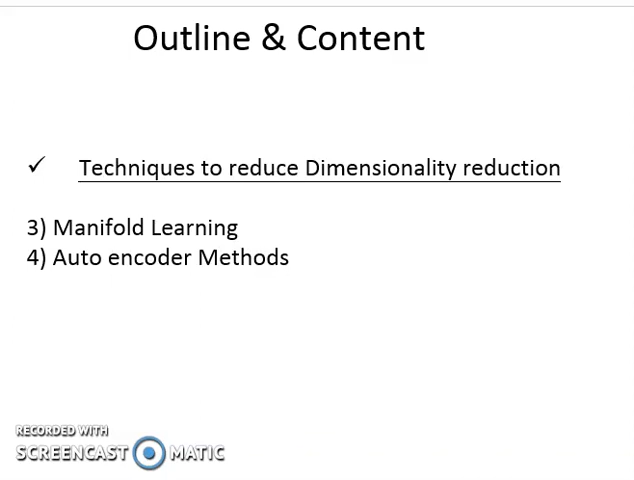 Outline & Content
✓ Techniques to reduce Dimensionality reduction
3) Manifold Learning
4) Auto encoder Methods
RECORDED WITH
SCREENCAST MATIC